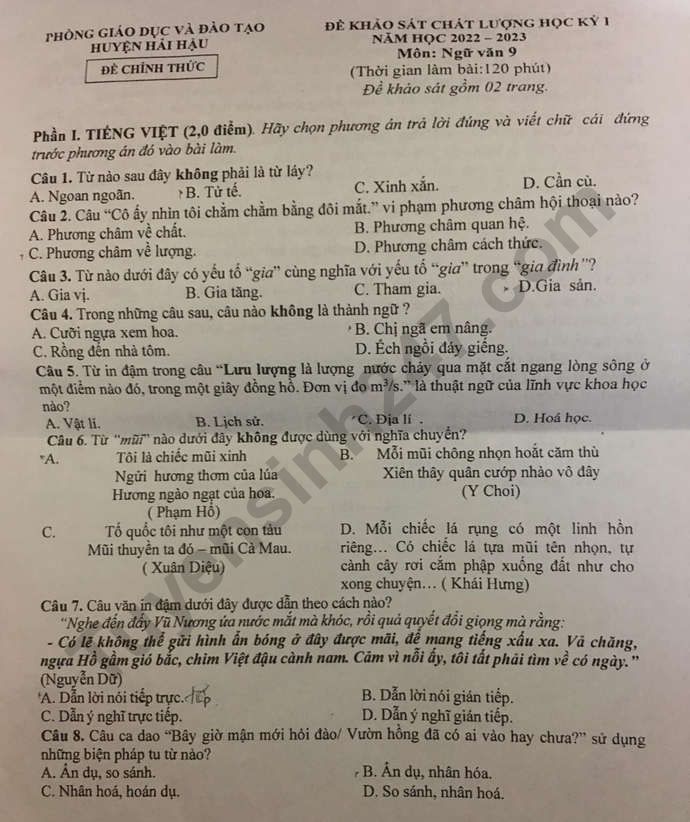 PHÒNG GIÁO DỤC VÀ ĐÀO TẠO
HUYỆN HẢI HẬU
ĐỀ CHÍNH THỨC
ĐỀ KHẢO SÁT CHẤT LƯỢNG HỌC KỲ I
NĂM HỌC 2022 – 2023
Môn: Ngữ văn 9
(Thời gian làm bài:120 phút)
Đề khảo sát gồm 02 trang.
Phần I. TIẾNG VIỆT (2,0 điểm). Hãy chọn phương án trả lời đúng và viết chữ cái đứng
trước phương án đó vào bài làm.
Câu 1. Từ nào sau đây không phải là từ láy?
A. Ngoan ngoãn. B. Tử tế. C. Xinh xắn. D. Cần cù.
Câu 2. Câu “Cô ấy nhìn tôi chằm chằm bằng đôi mắt.” vi phạm phương châm hội thoại nào?
A. Phương châm về chất. B. Phương châm quan hệ.
C. Phương châm về lượng. D. Phương châm cách thức.
Câu 3. Từ nào dưới đây có yếu tố “gia” cùng nghĩa với yếu tố “gia” trong “gia đình”?
A. Gia vị. B. Gia tăng. C. Tham gia. D.Gia sản.
Câu 4. Trong những câu sau, câu nào không là thành ngữ ?
A. Cưỡi ngựa xem hoa. B. Chị ngã em nâng.
C. Rồng đến nhà tôm. D. Ếch ngồi đáy giếng.
Câu 5. Từ in đậm trong câu “Lưu lượng là lượng nước chảy qua mặt cắt ngang lòng sông ở
một điểm nào đó, trong một giây đồng hồ. Đơn vị đo m³/s.” là thuật ngữ của lĩnh vực khoa học
nào?
A. Vật lí. B. Lịch sử. C. Địa lí . D. Hoá học.
Câu 6. Từ “mũi” nào dưới đây không được dùng với nghĩa chuyển?
A. Tôi là chiếc mũi xinh
Ngửi hương thơm của lúa
Hương ngào ngạt của hoa.
( Phạm Hổ)
B. Mỗi mũi chông nhọn hoắt căm thù
Xiên thây quân cướp nhào vô đây
(Y Choi)
C. Tổ quốc tôi như một con tàu
Mũi thuyền ta đó – mũi Cà Mau.
( Xuân Diệu)
D. Mỗi chiếc lá rụng có một linh hồn
riêng… Có chiếc lá tựa mũi tên nhọn, tự
cành cây rơi cắm phập xuống đất như cho
xong chuyện… ( Khái Hưng)
Câu 7. Câu văn in đậm dưới đây được dẫn theo cách nào?
“Nghe đến đấy Vũ Nương ứa nước mắt mà khóc, rồi quả quyết đổi giọng mà rằng:
- Có lẽ không thể gửi hình ẩn bóng ở đây được mãi, để mang tiếng xấu xa. Vả chăng,
ngựa Hồ gầm gió bắc, chim Việt đậu cành nam. Cảm vì nỗi ấy, tôi tất phải tìm về có ngày.”
(Nguyễn Dữ)
A. Dẫn lời nói tiếp trực. tiếp B. Dẫn lời nói gián tiếp.
C. Dẫn ý nghĩ trực tiếp. D. Dẫn ý nghĩ gián tiếp.
Câu 8. Câu ca dao “Bây giờ mận mới hỏi đào/ Vườn hồng đã có ai vào hay chưa?” sử dụng
những biện pháp tu từ nào?
A. Ẩn dụ, so sánh. B. Ẩn dụ, nhân hóa.
C. Nhân hoá, hoán dụ. D. So sánh, nhân hoá.
Tuyensinh247.com